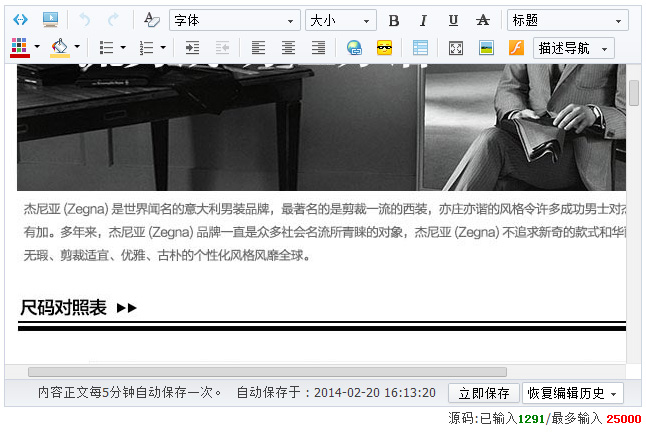 字体 大小 B I U A 标题
描述导航
杰尼亚 (Zegna) 是世界闻名的意大利男装品牌，最著名的是剪裁一流的西装，亦庄亦谐的风格令许多成功男士对杰
有加。多年来，杰尼亚 (Zegna) 品牌一直是众多社会名流所青睐的对象，杰尼亚 (Zegna) 不追求新奇的款式和华
无瑕、剪裁适宜、优雅、古朴的个性化风格风靡全球。
尺码对照表
内容正文每5分钟自动保存一次。 自动保存于：2014-02-20 16:13:20 立即保存 恢复编辑历史
源码:已输入1291/最多输入 25000